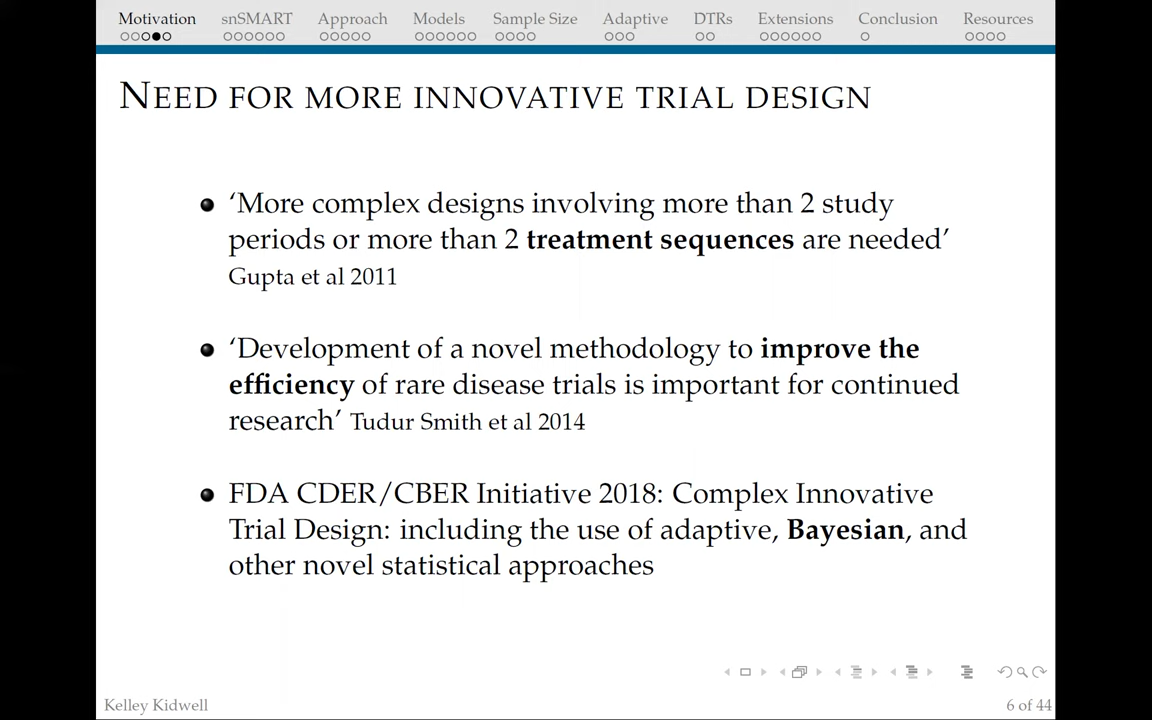 Motivation snSMART Approach Models Sample Size Adaptive DTRs Extensions Conclusion Resources
NEED FOR MORE INNOVATIVE TRIAL DESIGN
‘More complex designs involving more than 2 study
periods or more than 2 treatment sequences are needed’
Gupta et al 2011
‘Development of a novel methodology to improve the
efficiency of rare disease trials is important for continued
research’ Tudur Smith et al 2014
FDA CDER/CBER Initiative 2018: Complex Innovative
Trial Design: including the use of adaptive, Bayesian, and
other novel statistical approaches
Kelley Kidwell 6 of 44